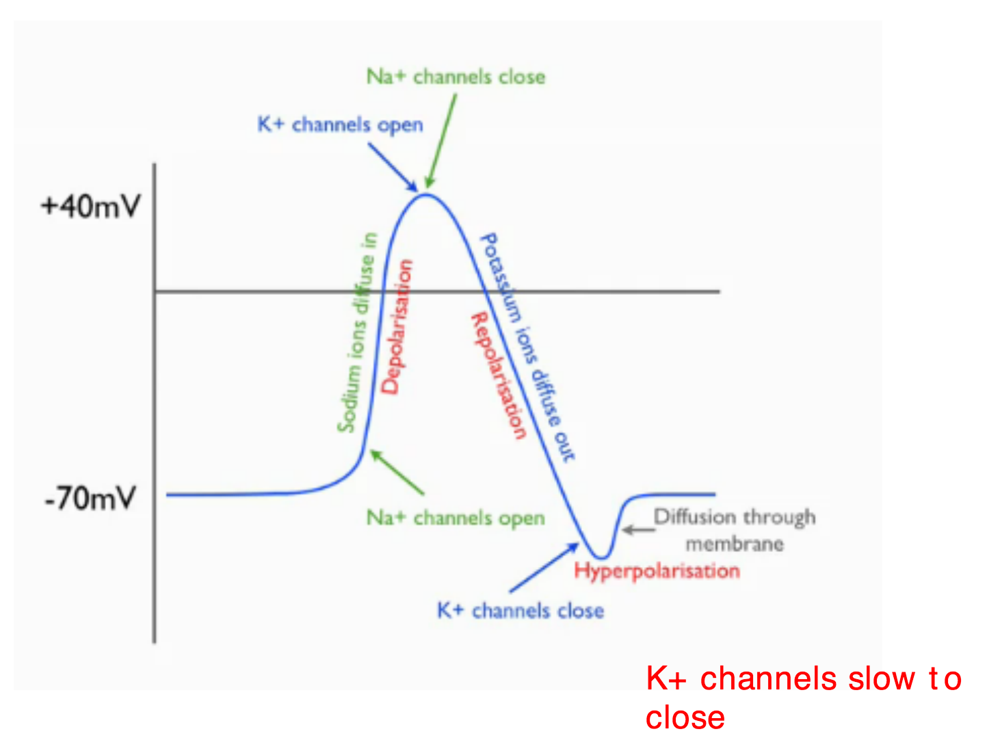 Na+ channels close
K+ channels open
+40mV
Sodium ions diffuse in
Depolarisation
Potassium ions diffuse out
Repolarisation
-70mV
Na+ channels open
Diffusion through
membrane
Hyperpolarisation
K+ channels close
K+ channels slow to
close